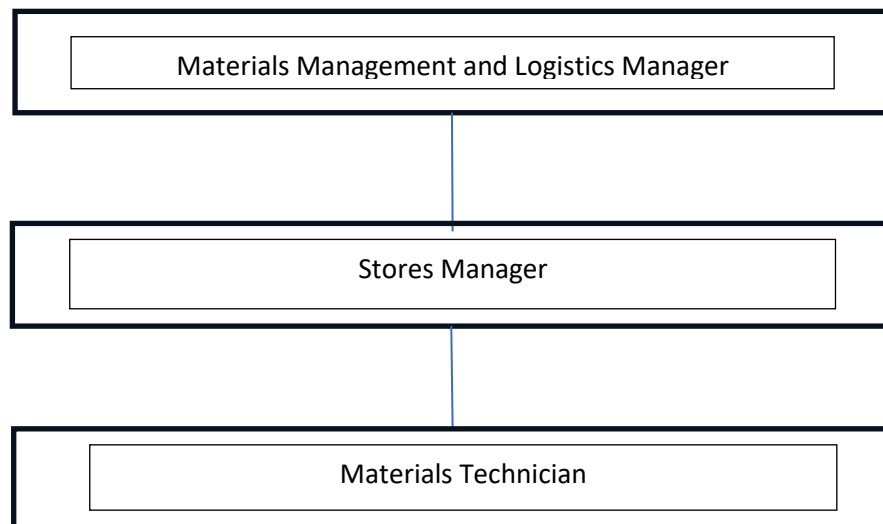 Materials Management and Logistics Manager
Stores Manager
Materials Technician